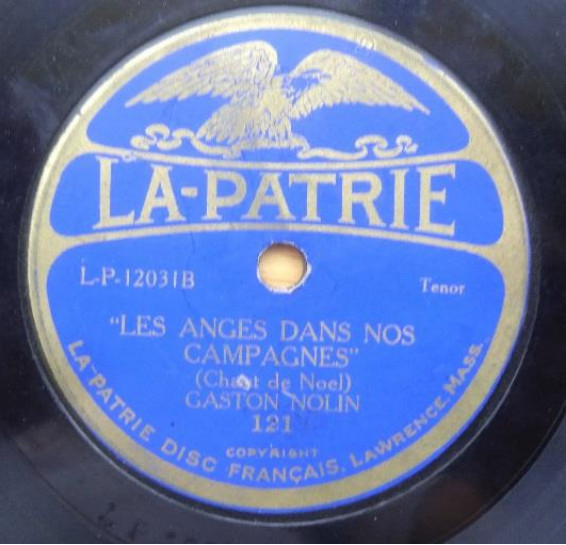 LA-PATRIE
L-P-12031B
Tenor
"LES ANGES DANS NOS
CAMPAGNES"
(Chant de Noel)
GASTON NOLIN
121
COPYRIGHT
LA-PATRIE DISC FRANÇAIS. LAWRENCE, MASS.